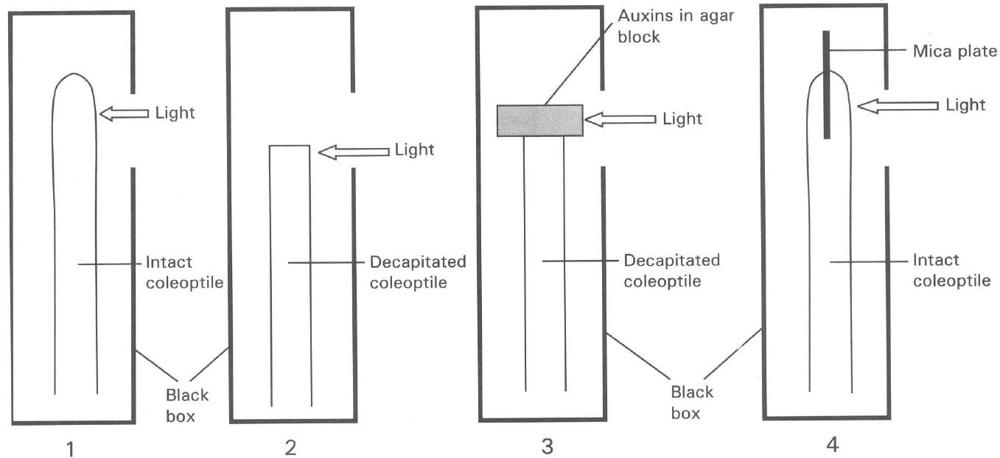 Auxins in agar
block
Mica plate
Light
Light
Light
Light
Intact
coleoptile
Decapitated
coleoptile
Decapitated
coleoptile
Intact
coleoptile
Black
box
Black
box
1
2
3
4